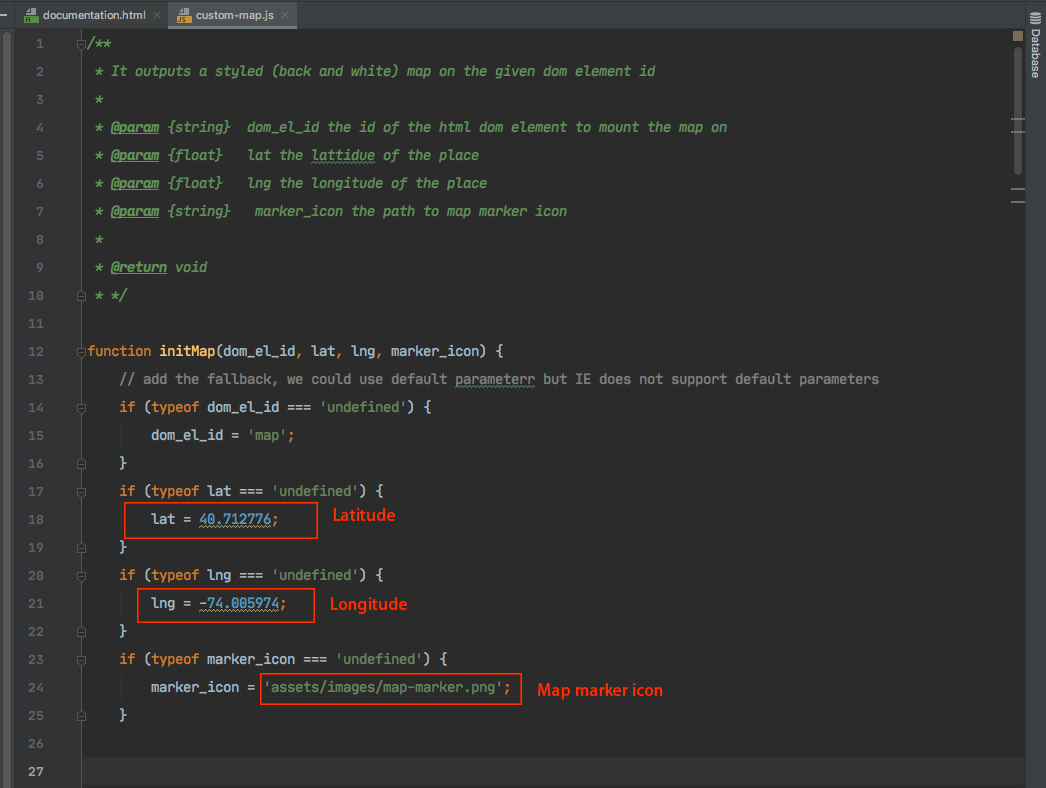 documentation.html
custom-map.js
Database
1 /**
2 * It outputs a styled (back and white) map on the given dom element id
3 *
4 * @param {string} dom_el_id the id of the html dom element to mount the map on
5 * @param {float} lat the lattidue of the place
6 * @param {float} lng the longitude of the place
7 * @param {string} marker_icon the path to map marker icon
8 *
9 * @return void
10 * */
11
12 function initMap(dom_el_id, lat, lng, marker_icon) {
13 // add the fallback, we could use default parameterr but IE does not support default parameters
14 if (typeof dom_el_id === 'undefined') {
15 dom_el_id = 'map';
16 }
17 if (typeof lat === 'undefined') {
18 lat = 40.712776; Latitude
19 }
20 if (typeof lng === 'undefined') {
21 lng = -74.005974; Longitude
22 }
23 if (typeof marker_icon === 'undefined') {
24 marker_icon = 'assets/images/map-marker.png'; Map marker icon
25 }
26
27